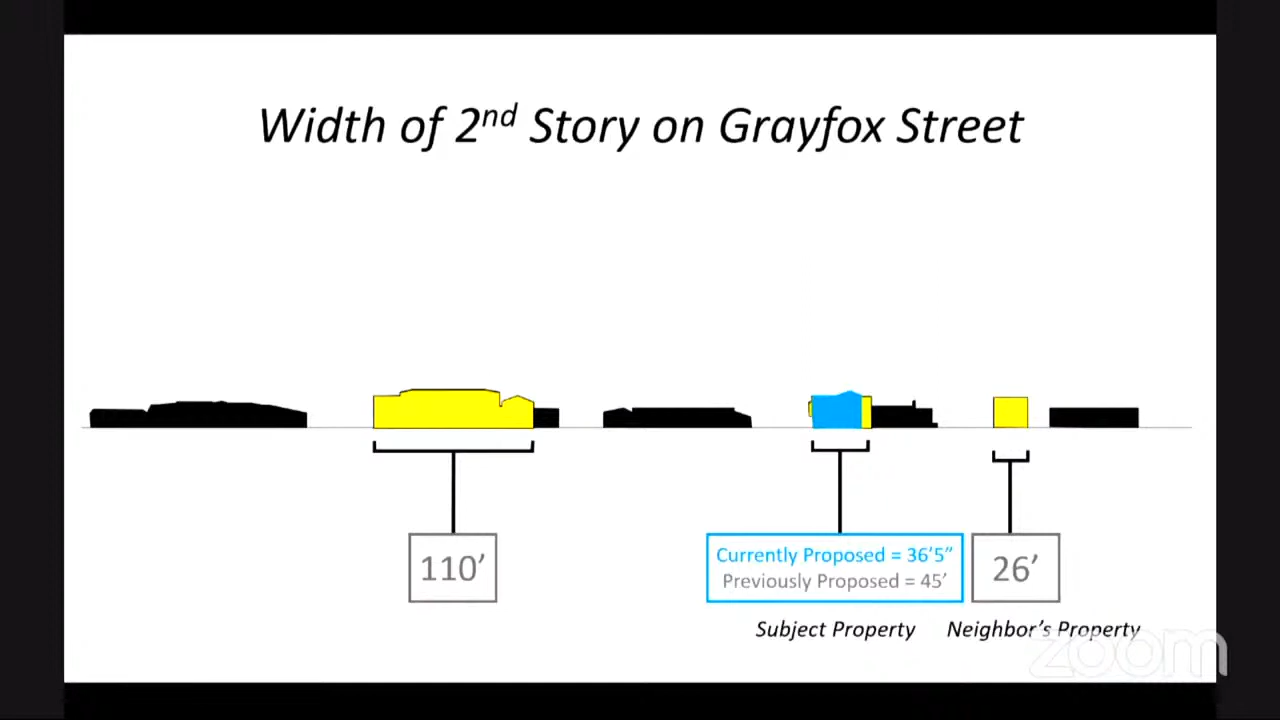 Width of 2nd Story on Grayfox Street
110’
Currently Proposed = 36’5”
Previously Proposed = 45’
26’
Subject Property
Neighbor’s Property
zoom